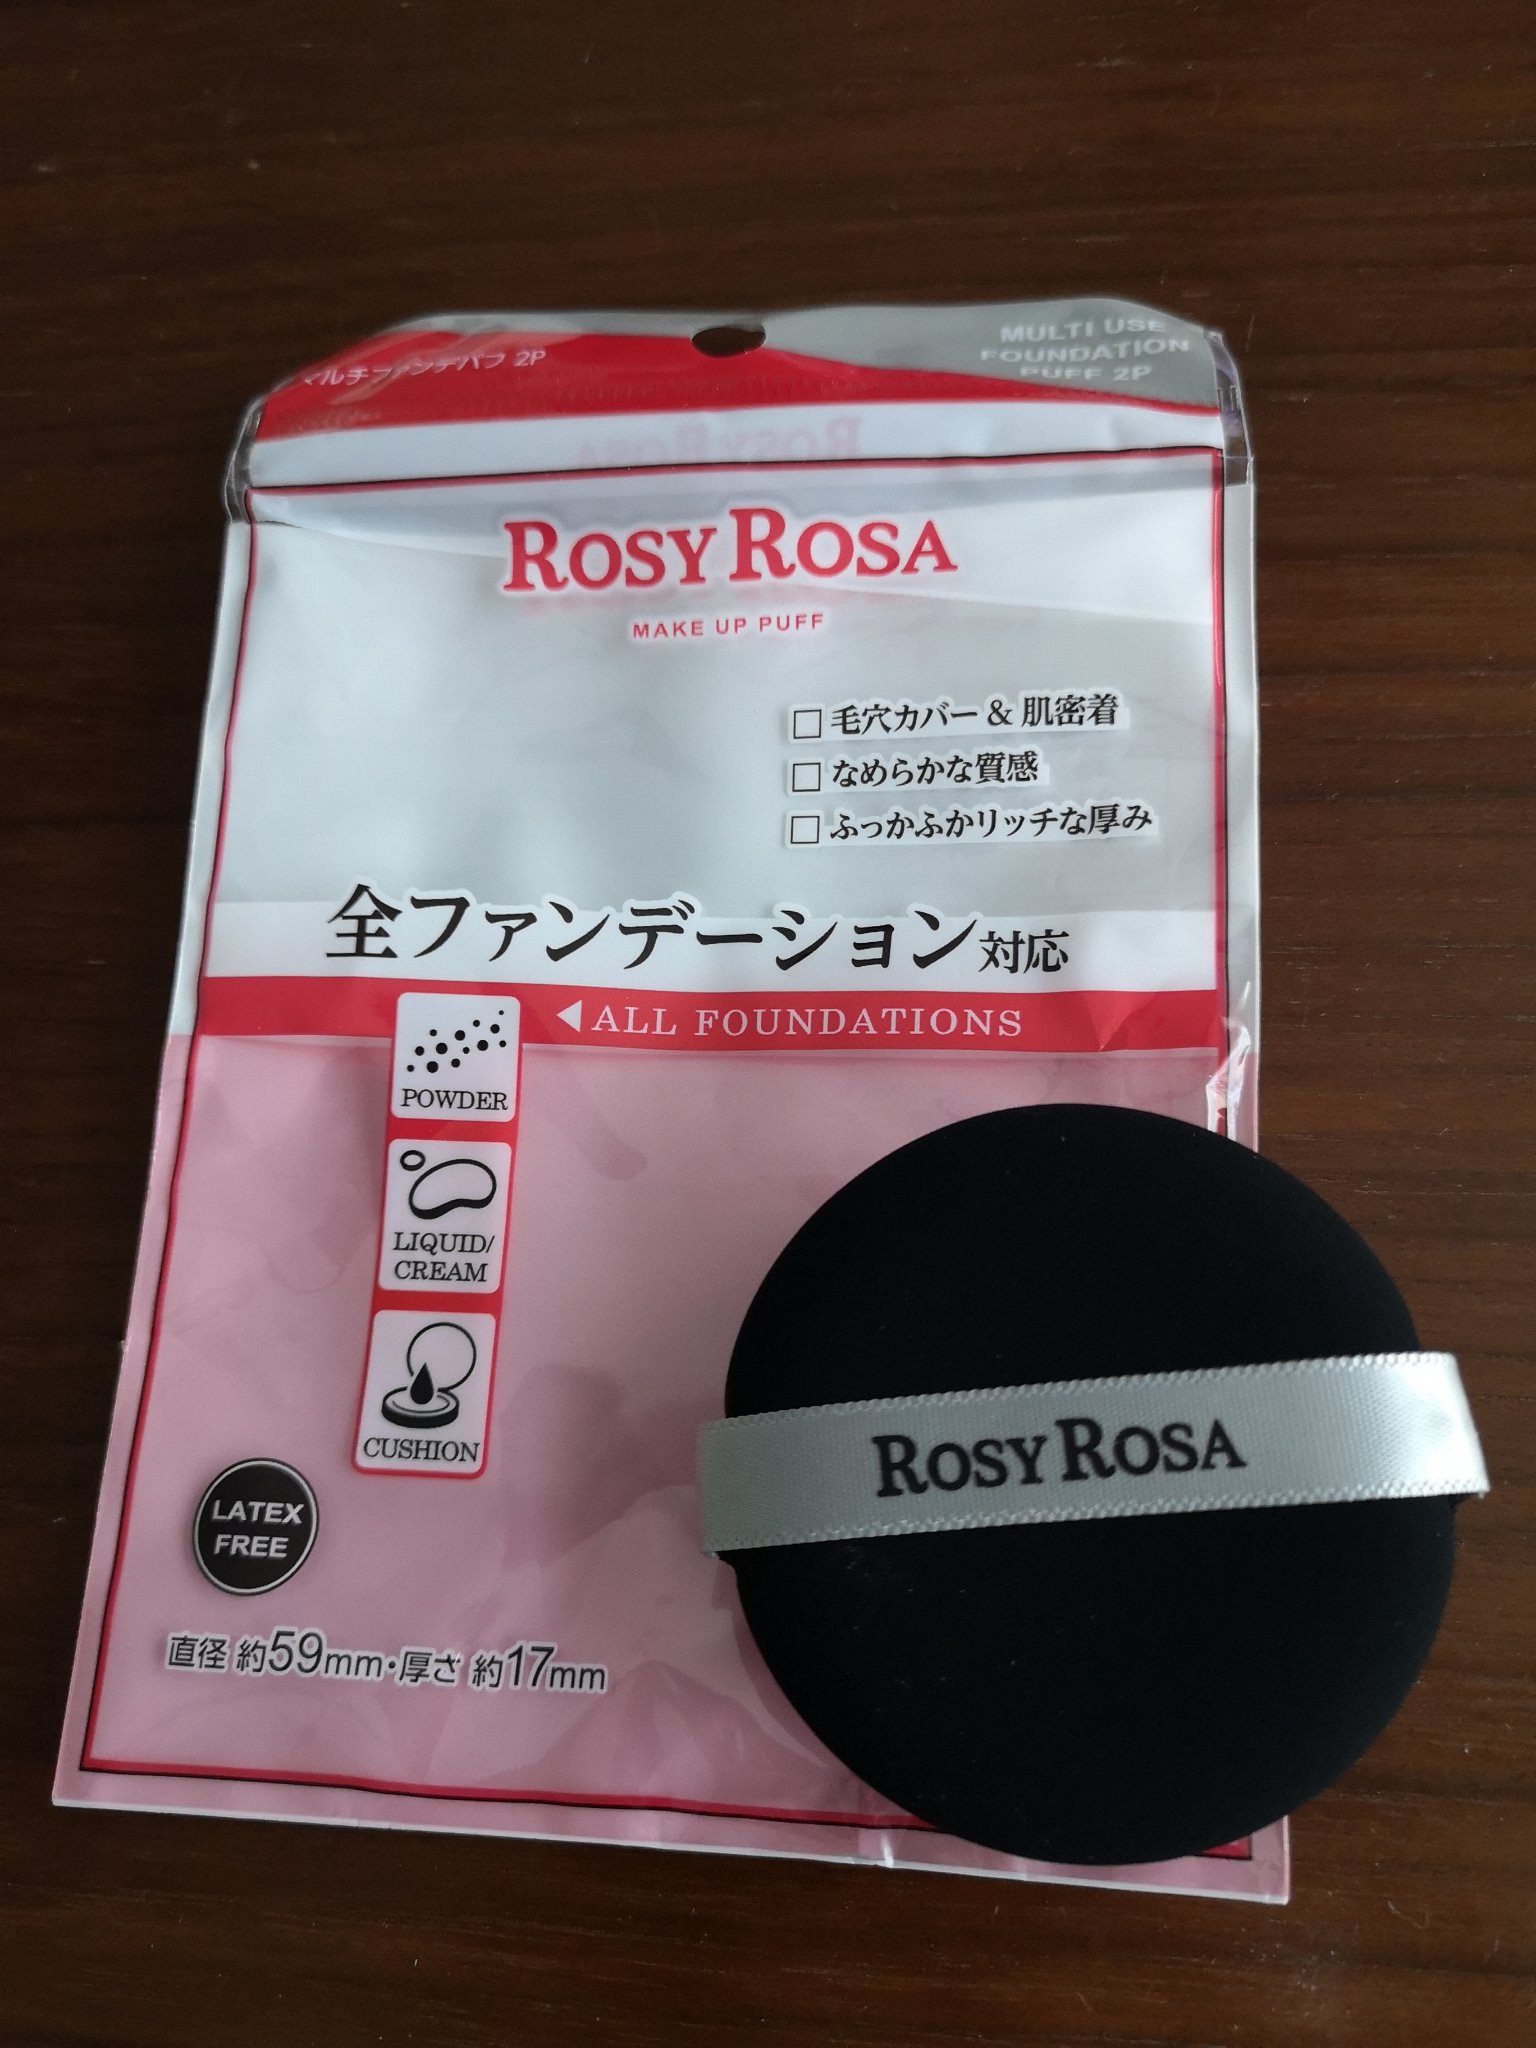 マルチファンデパフ 2P
MULTI USE
FOUNDATION
PUFF 2P
ROSY ROSA
MAKE UP PUFF
□ 毛穴カバー & 肌密着
□ なめらかな質感
□ ふっかふかリッチな厚み
全ファンデーション対応
◀ALL FOUNDATIONS
POWDER
LIQUID/
CREAM
CUSHION
LATEX
FREE
直径 約59mm・厚さ 約17mm
ROSY ROSA